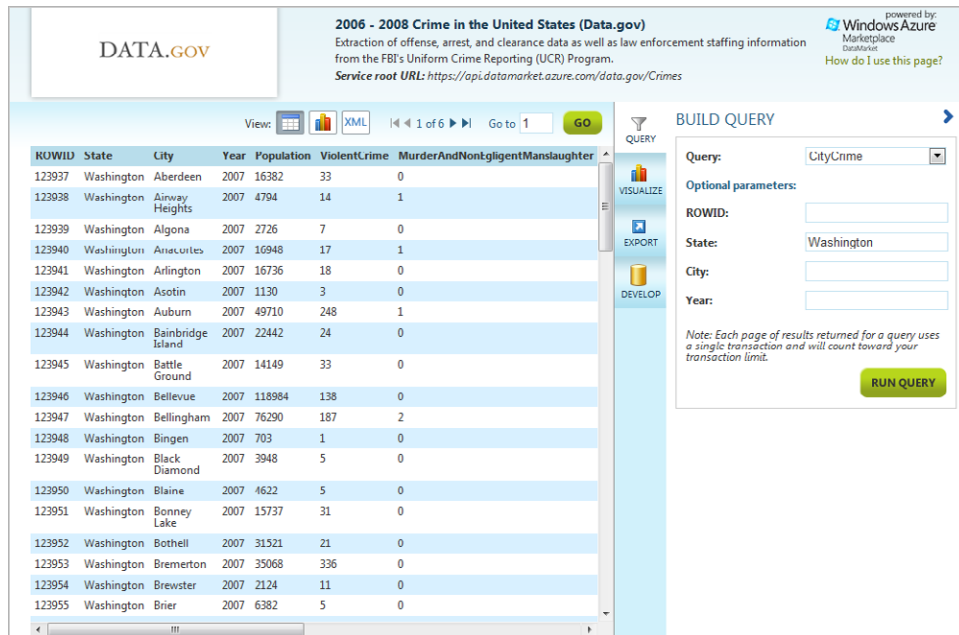 DATA.GOV
2006 - 2008 Crime in the United States (Data.gov)
Extraction of offense, arrest, and clearance data as well as law enforcement staffing information
from the FBI's Uniform Crime Reporting (UCR) Program.
Service root URL: https://api.datamarket.azure.com/data.gov/Crimes
powered by:
Windows Azure
Marketplace
DataMarket
How do I use this page?
View: XML 1 of 6 Go to 1 GO
ROWID State City Year Population ViolentCrime MurderAndNonEgligentManslaughter
123937 Washington Aberdeen 2007 16382 33 0
123938 Washington Airway Heights 2007 4794 14 1
123939 Washington Algona 2007 2726 7 0
123940 Washington Anacortes 2007 16948 17 1
123941 Washington Arlington 2007 16736 18 0
123942 Washington Asotin 2007 1130 3 0
123943 Washington Auburn 2007 49710 248 1
123944 Washington Bainbridge Island 2007 22442 24 0
123945 Washington Battle Ground 2007 14149 33 0
123946 Washington Bellevue 2007 118984 138 0
123947 Washington Bellingham 2007 76290 187 2
123948 Washington Bingen 2007 703 1 0
123949 Washington Black Diamond 2007 3948 5 0
123950 Washington Blaine 2007 4622 5 0
123951 Washington Bonney Lake 2007 15737 31 0
123952 Washington Bothell 2007 31521 21 0
123953 Washington Bremerton 2007 35068 336 0
123954 Washington Brewster 2007 2124 11 0
123955 Washington Brier 2007 6382 5 0
QUERY
VISUALIZE
EXPORT
DEVELOP
BUILD QUERY
Query: CityCrime
Optional parameters:
ROWID:
State: Washington
City:
Year:
Note: Each page of results returned for a query uses
a single transaction and will count toward your
transaction limit.
RUN QUERY